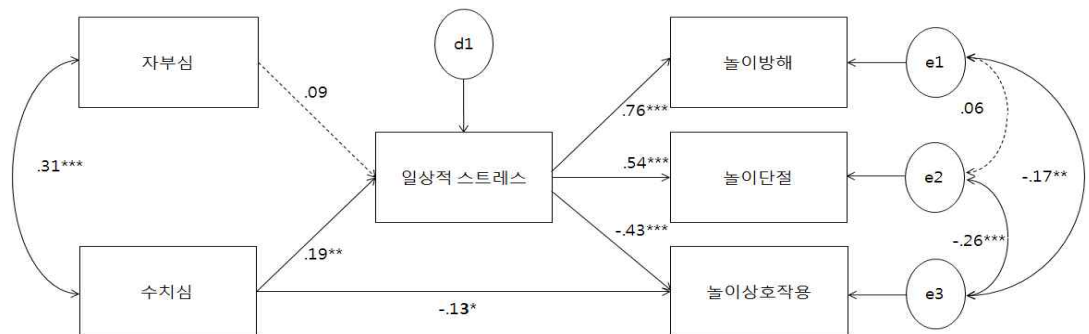 자부심
d1
놀이방해
e1
.09
.06
.76***
.31***
일상적 스트레스
.54***
놀이단절
e2
-.17**
-.43***
-.26***
.19**
수치심
-.13*
놀이상호작용
e3